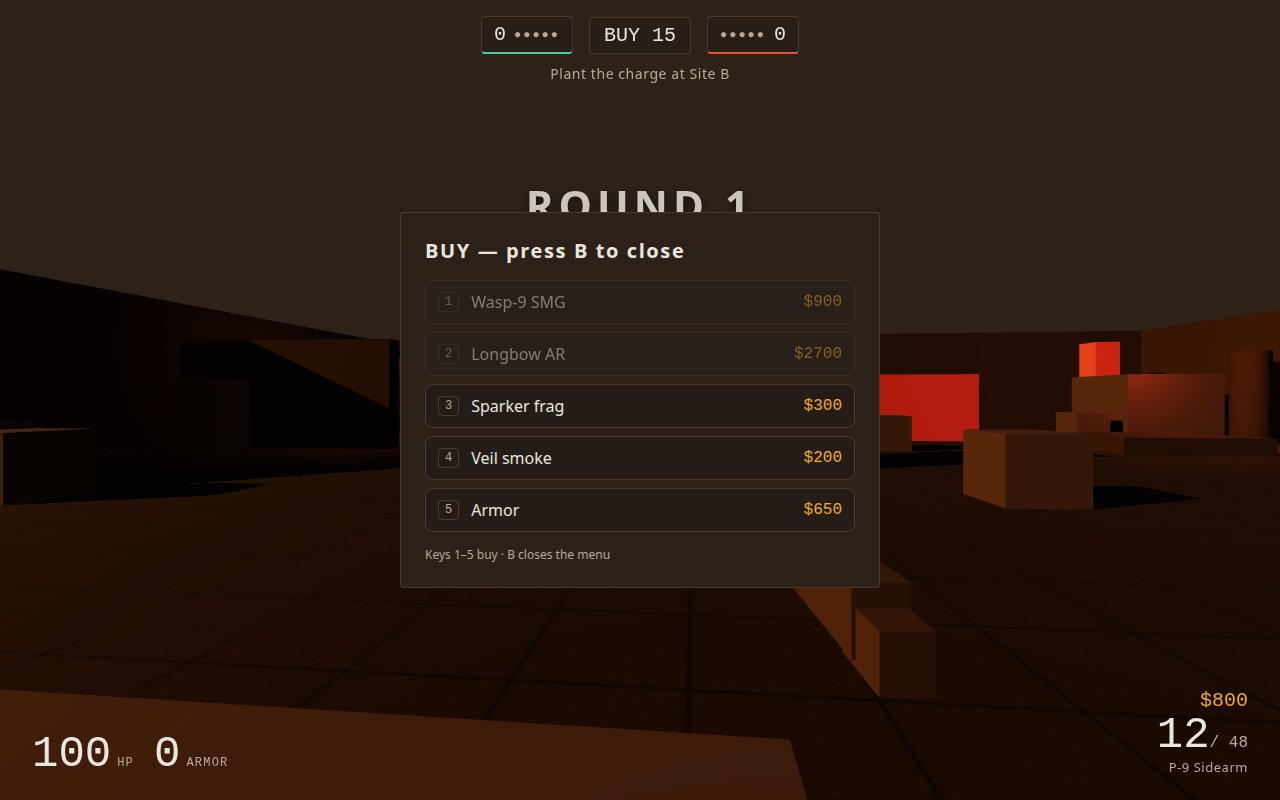 0 ••••• BUY 15 ••••• 0
Plant the charge at Site B
ROUND 1
BUY — press B to close
1 Wasp-9 SMG $900
2 Longbow AR $2700
3 Sparker frag $300
4 Veil smoke $200
5 Armor $650
Keys 1–5 buy · B closes the menu
$800
100 HP 0 ARMOR
12 / 48
P-9 Sidearm